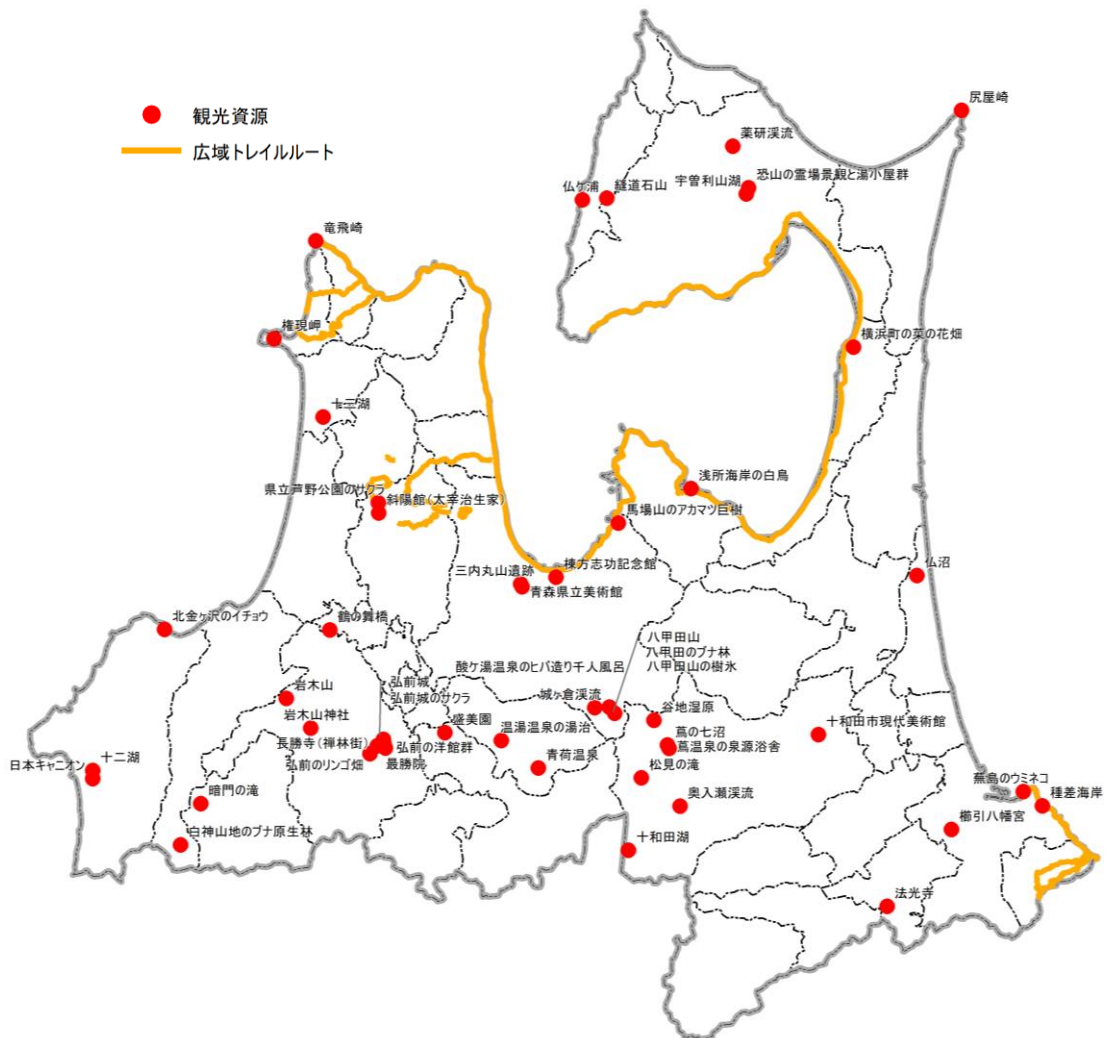 観光資源
広域トレイルルート
尻屋崎
薬研渓流
恐山の霊場景観と湯小屋群
宇曽利山湖
仏ケ浦
縫道石山
竜飛崎
権現岬
横浜町の菜の花畑
十三湖
県立芦野公園のサクラ
斜陽館(太宰治生家)
浅所海岸の白鳥
馬場山のアカマツ巨樹
三内丸山遺跡
棟方志功記念館
青森県立美術館
仏沼
北金ヶ沢のイチョウ
鶴の舞橋
八甲田山
八甲田のブナ林
八甲田山の樹氷
酸ケ湯温泉のヒバ造り千人風呂
弘前城
弘前城のサクラ
城ヶ倉渓流
岩木山
谷地湿原
岩木山神社
盛美園
温湯温泉の湯治
蔦の七沼
十和田市現代美術館
長勝寺(禅林街)
弘前の洋館群
蔦温泉の泉源浴舎
弘前のリンゴ畑
最勝院
青荷温泉
十二湖
日本キャニオン
松見の滝
暗門の滝
奥入瀬渓流
蕪島のウミネコ
種差海岸
櫛引八幡宮
白神山地のブナ原生林
十和田湖
法光寺